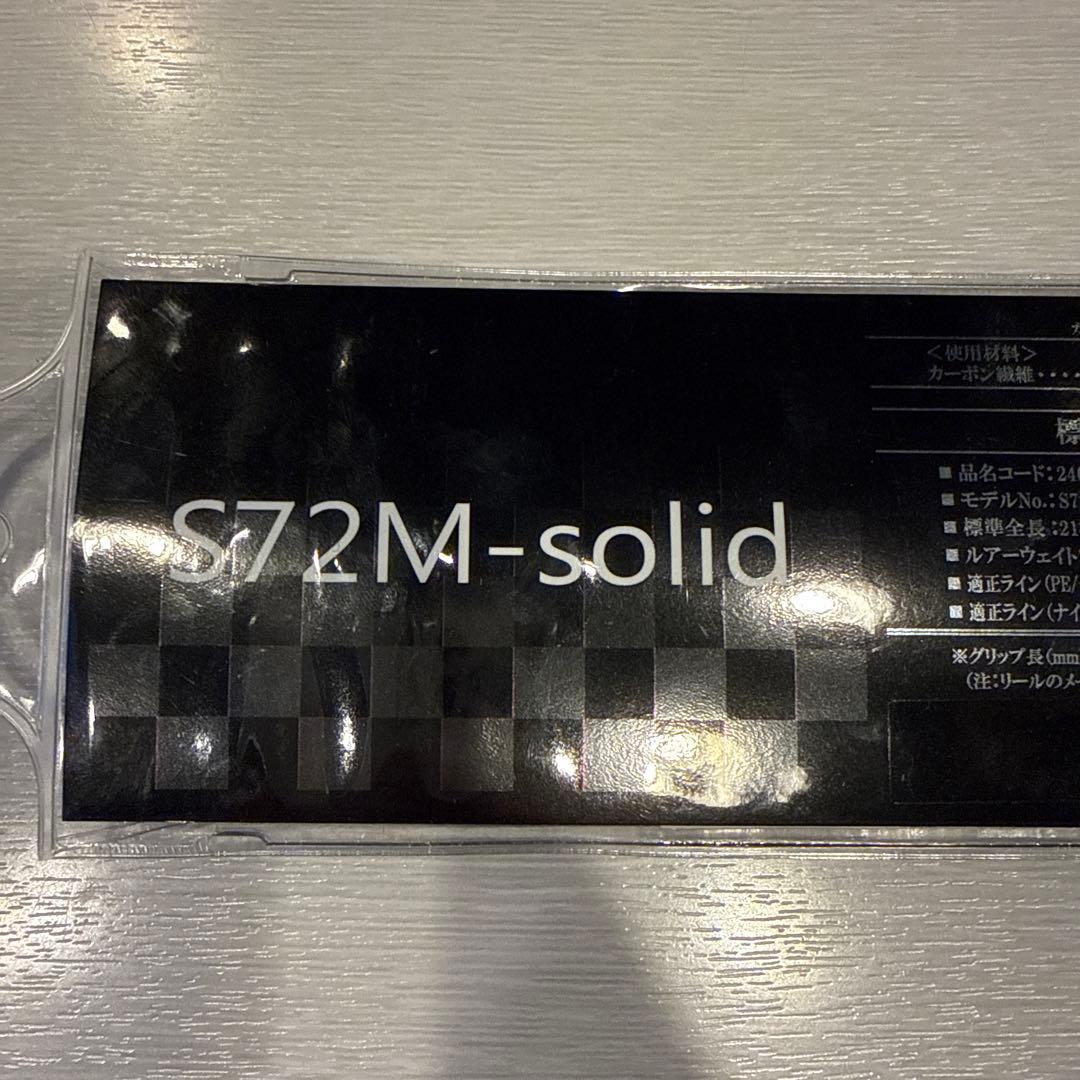 S72M-solid
<使用材料>
カーボン繊維・・・・
標
■ 品名コード:246
■ モデルNo.:S7
■ 標準全長:21
■ ルアーウェイト
■ 適正ライン(PE/
■ 適正ライン(ナイ
※グリップ長(mm
(注:リールのメー